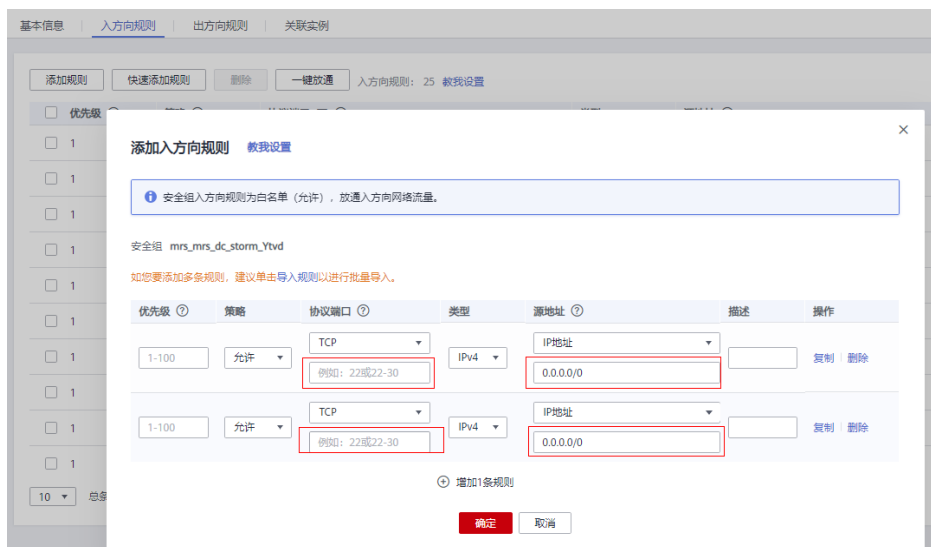 基本信息 入方向规则 出方向规则 关联实例
添加规则 快速添加规则 删除 一键放通 入方向规则： 25 教我设置
优先级
1
添加入方向规则 教我设置
1
安全组入方向规则为白名单（允许），放通入方向网络流量。
1
安全组 mrs_mrs_dc_storm_Ytvd
1
如您要添加多条规则，建议单击导入规则以进行批量导入。
1
优先级 策略 协议端口 类型 源地址 描述 操作
1
TCP IP地址
1
1-100 允许 IPv4 复制 删除
例如：22或22-30 0.0.0.0/0
1
TCP IP地址
1
1-100 允许 IPv4 复制 删除
例如：22或22-30 0.0.0.0/0
1
增加1条规则
10 总条
确定 取消